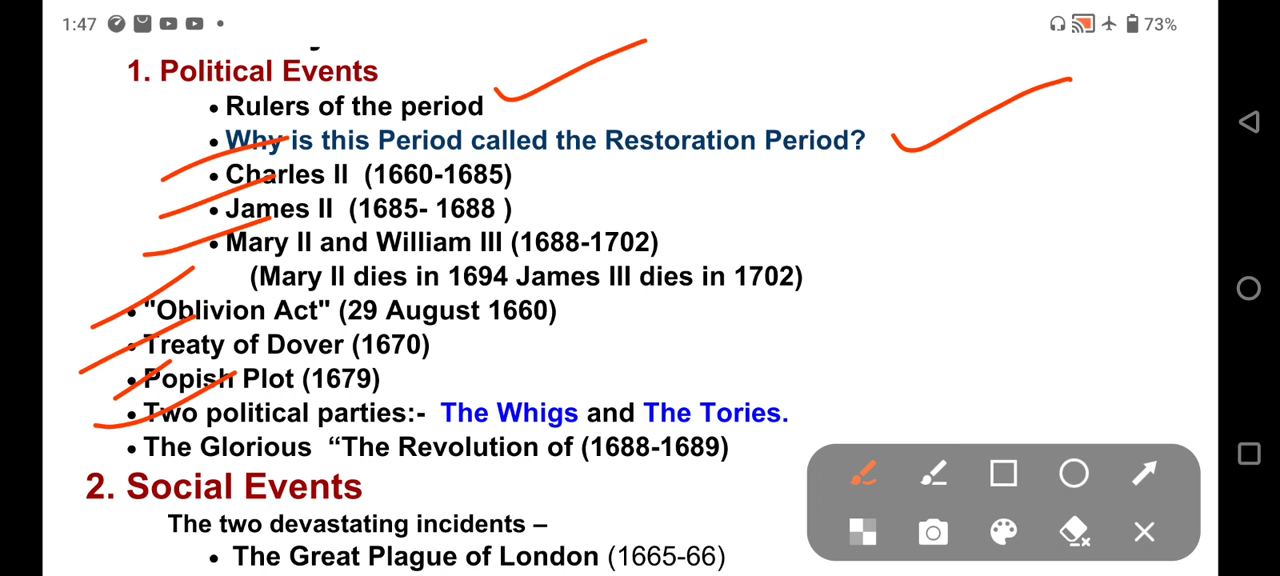 1:47
73%
1. Political Events
• Rulers of the period
• Why is this Period called the Restoration Period?
• Charles II (1660-1685)
• James II (1685- 1688 )
• Mary II and William III (1688-1702)
(Mary II dies in 1694 James III dies in 1702)
• "Oblivion Act" (29 August 1660)
• Treaty of Dover (1670)
• Popish Plot (1679)
• Two political parties:- The Whigs and The Tories.
• The Glorious “The Revolution of (1688-1689)
2. Social Events
The two devastating incidents –
• The Great Plague of London (1665-66)